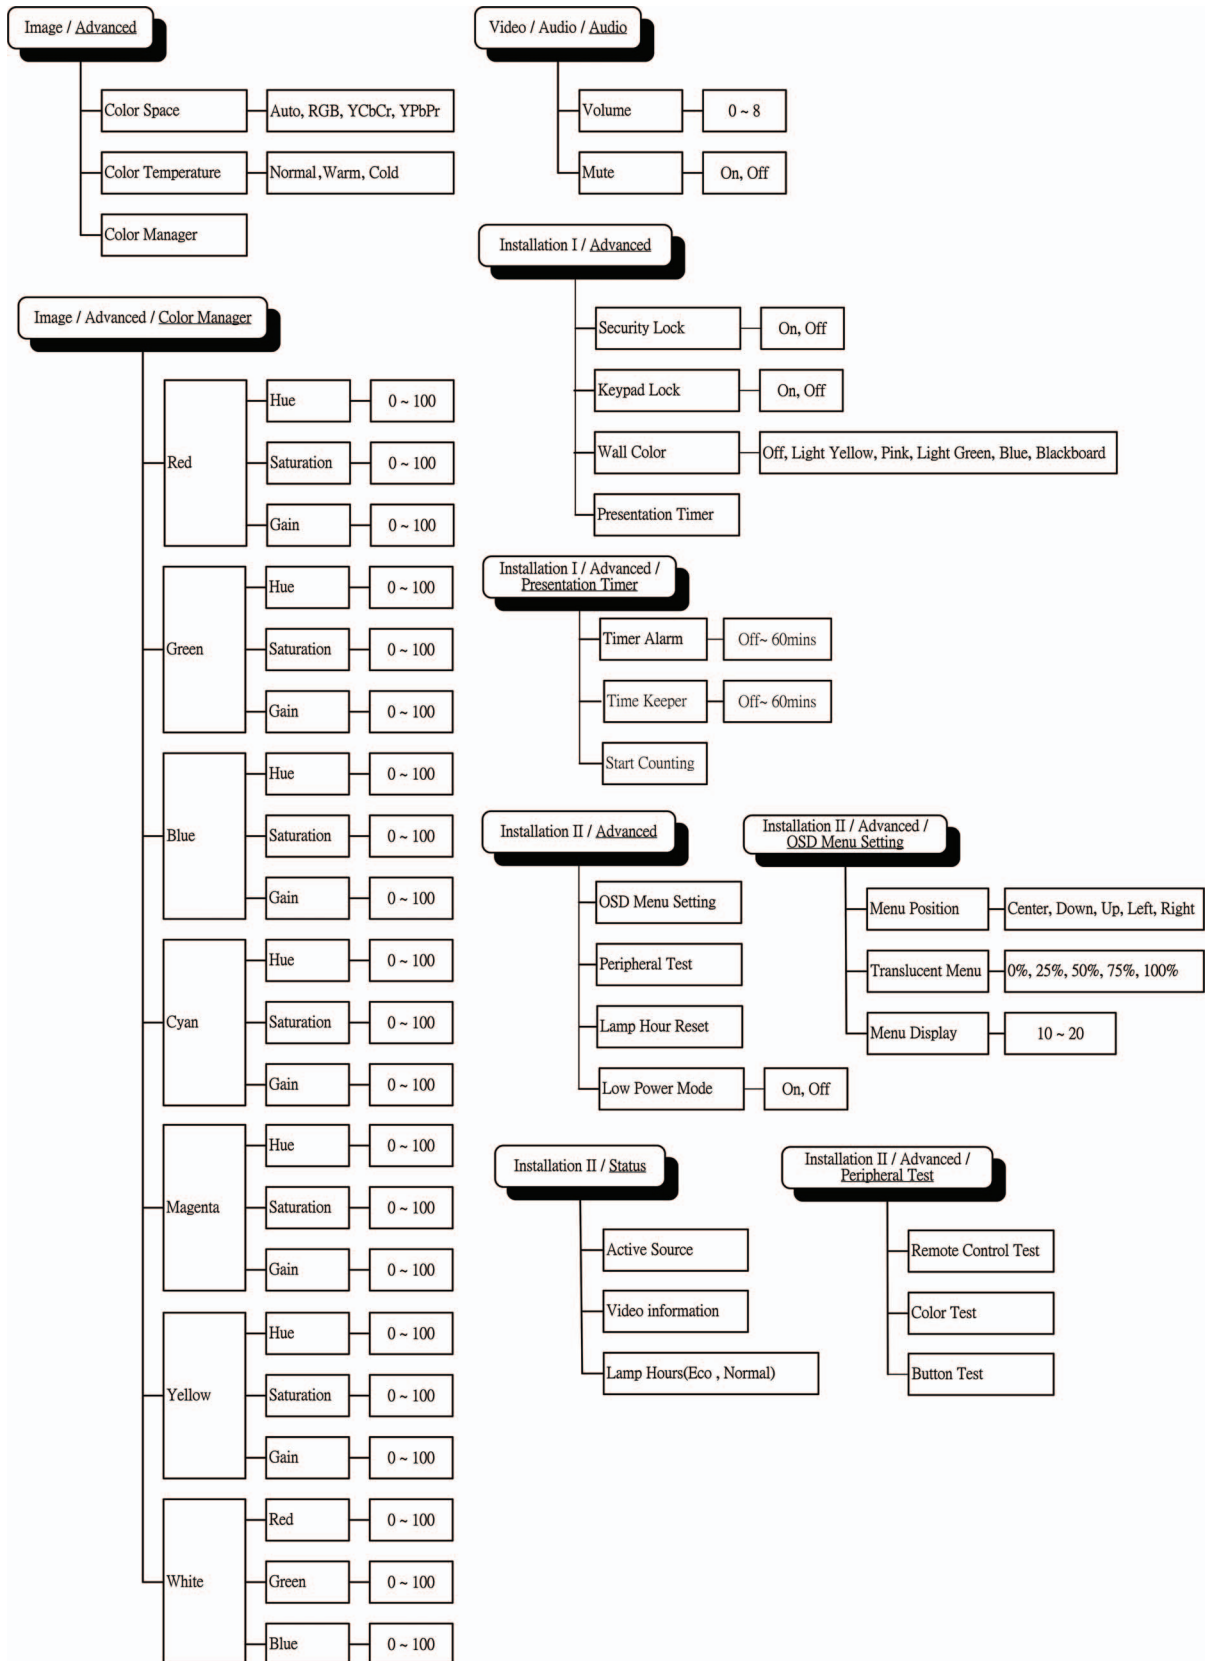 Image / Advanced
Color Space
Auto, RGB, YCbCr, YPbPr
Color Temperature
Normal,Warm, Cold
Color Manager
Image / Advanced / Color Manager
Red
Hue
0 ~ 100
Saturation
0 ~ 100
Gain
0 ~ 100
Green
Hue
0 ~ 100
Saturation
0 ~ 100
Gain
0 ~ 100
Blue
Hue
0 ~ 100
Saturation
0 ~ 100
Gain
0 ~ 100
Cyan
Hue
0 ~ 100
Saturation
0 ~ 100
Gain
0 ~ 100
Magenta
Hue
0 ~ 100
Saturation
0 ~ 100
Gain
0 ~ 100
Yellow
Hue
0 ~ 100
Saturation
0 ~ 100
Gain
0 ~ 100
White
Red
0 ~ 100
Green
0 ~ 100
Blue
0 ~ 100
Video / Audio / Audio
Volume
0 ~ 8
Mute
On, Off
Installation I / Advanced
Security Lock
On, Off
Keypad Lock
On, Off
Wall Color
Off, Light Yellow, Pink, Light Green, Blue, Blackboard
Presentation Timer
Installation I / Advanced /
Presentation Timer
Timer Alarm
Off~ 60mins
Time Keeper
Off~ 60mins
Start Counting
Installation II / Advanced
OSD Menu Setting
Peripheral Test
Lamp Hour Reset
Low Power Mode
On, Off
Installation II / Advanced /
OSD Menu Setting
Menu Position
Center, Down, Up, Left, Right
Translucent Menu
0%, 25%, 50%, 75%, 100%
Menu Display
10 ~ 20
Installation II / Status
Active Source
Video information
Lamp Hours(Eco , Normal)
Installation II / Advanced /
Peripheral Test
Remote Control Test
Color Test
Button Test